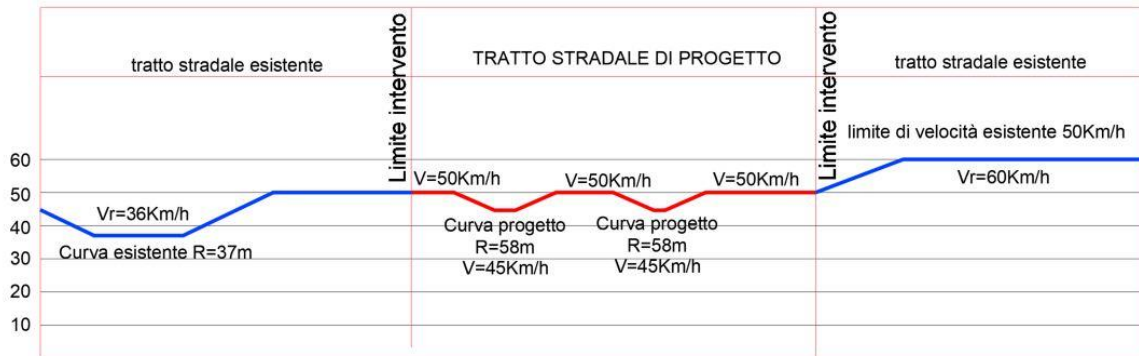 tratto stradale esistente
Limite intervento
TRATTO STRADALE DI PROGETTO
Limite intervento
tratto stradale esistente
limite di velocità esistente 50Km/h
60
50
40
30
20
10
Vr=36Km/h
Curva esistente R=37m
V=50Km/h
V=50Km/h
V=50Km/h
Curva progetto
R=58m
V=45Km/h
Curva progetto
R=58m
V=45Km/h
Vr=60Km/h